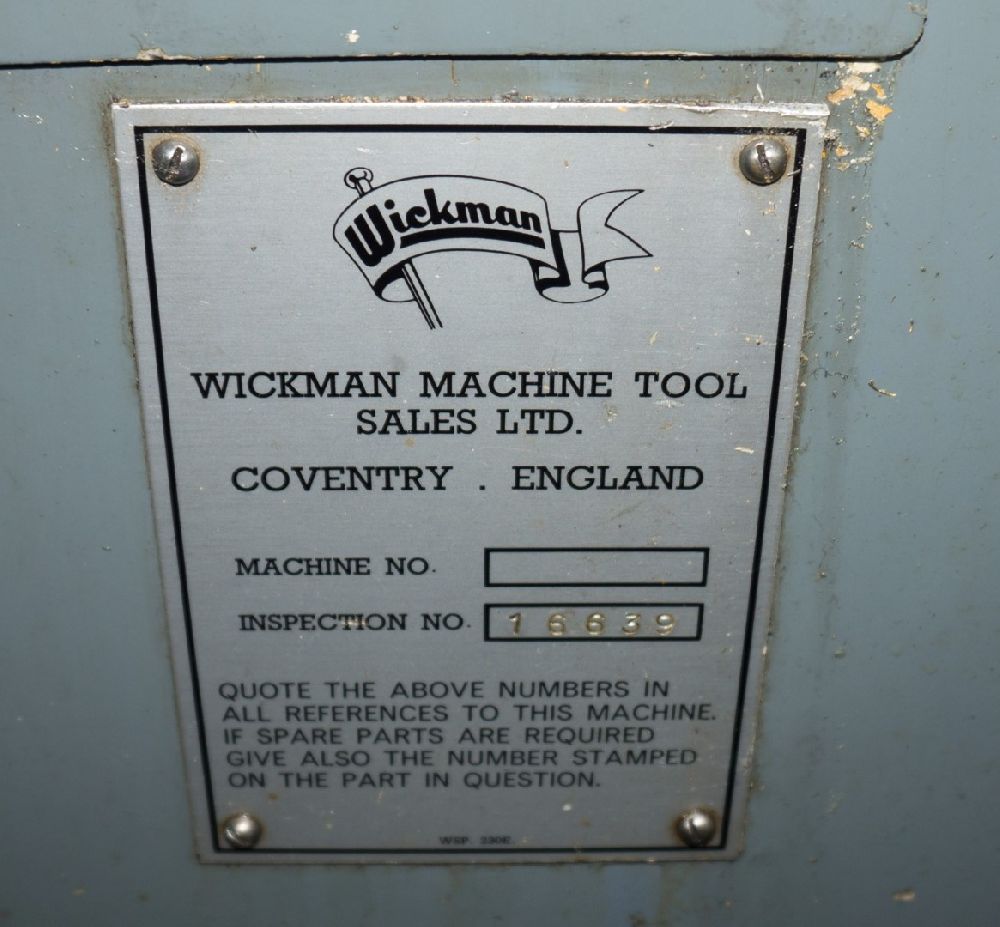 Wickman
WICKMAN MACHINE TOOL
SALES LTD.
COVENTRY . ENGLAND
MACHINE NO.
INSPECTION NO. 16639
QUOTE THE ABOVE NUMBERS IN
ALL REFERENCES TO THIS MACHINE.
IF SPARE PARTS ARE REQUIRED
GIVE ALSO THE NUMBER STAMPED
ON THE PART IN QUESTION.
WSP 230E.